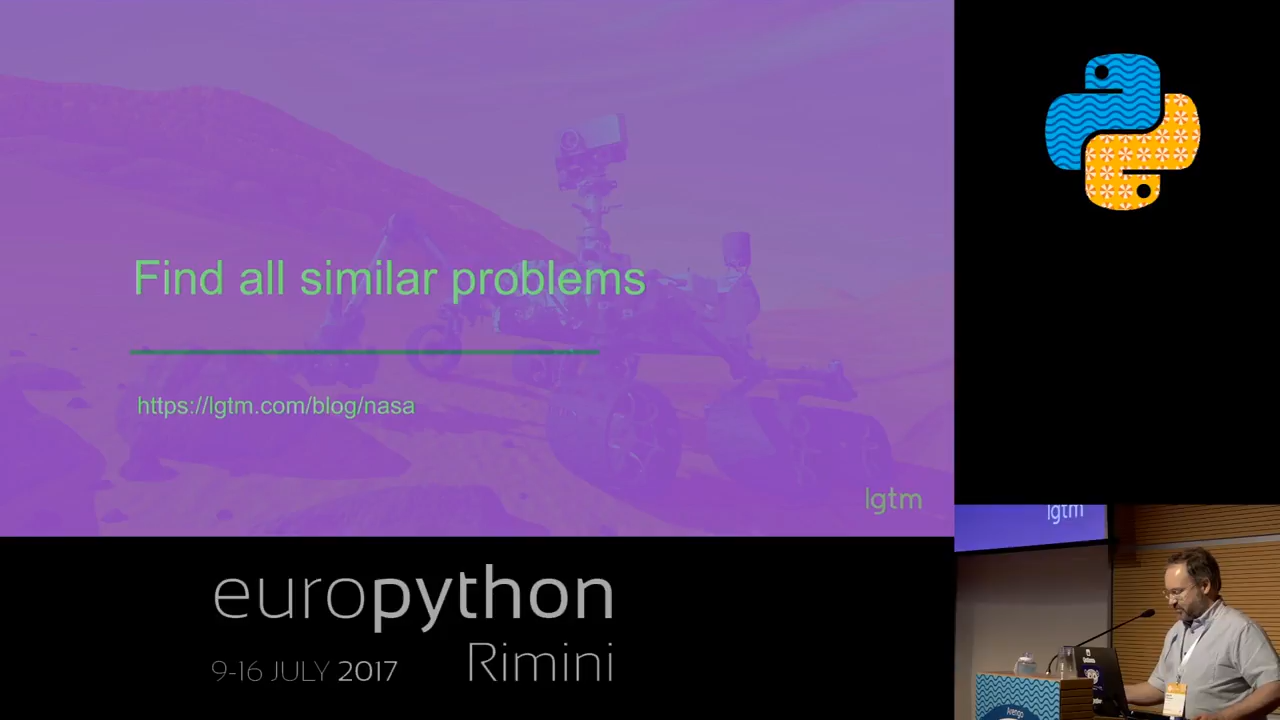 Find all similar problems
https://lgtm.com/blog/nasa
lgtm
europython
9-16 JULY 2017
Rimini
lgtm